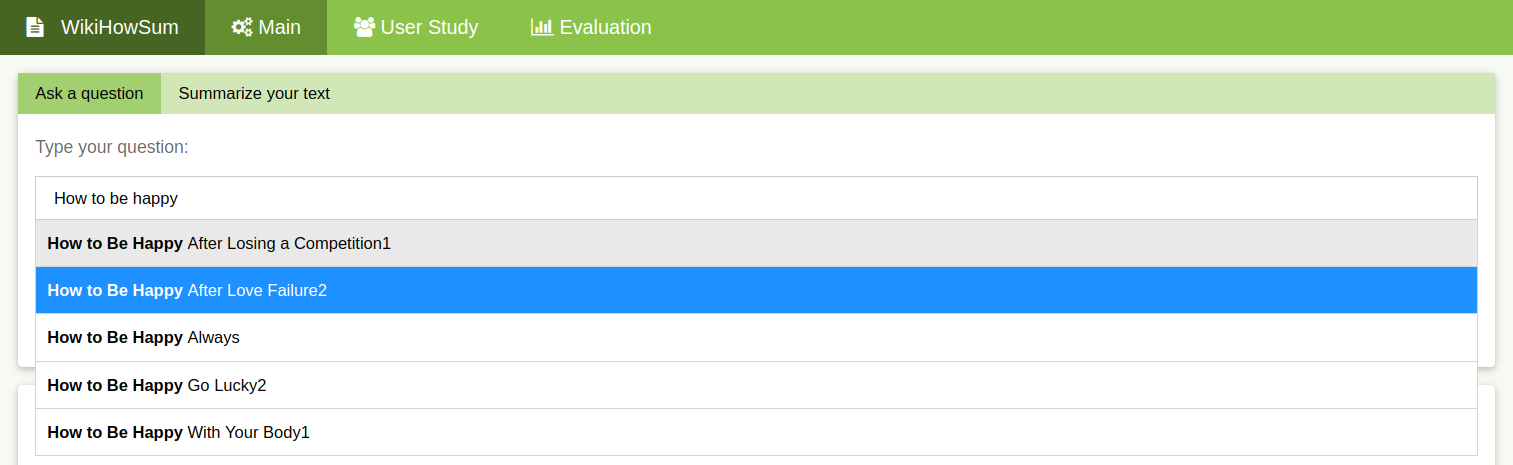 WikiHowSum Main User Study Evaluation
Ask a question Summarize your text
Type your question:
How to be happy
How to Be Happy After Losing a Competition1
How to Be Happy After Love Failure2
How to Be Happy Always
How to Be Happy Go Lucky2
How to Be Happy With Your Body1